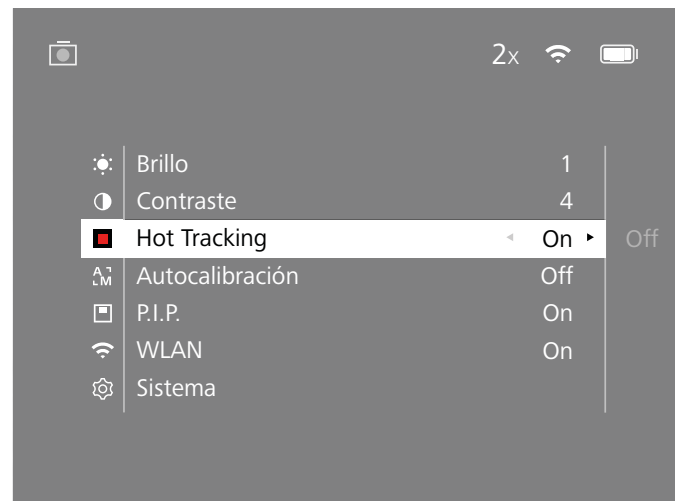 2x
Brillo 1
Contraste 4
Hot Tracking On Off
A M Autocalibración Off
P.I.P. On
WLAN On
Sistema